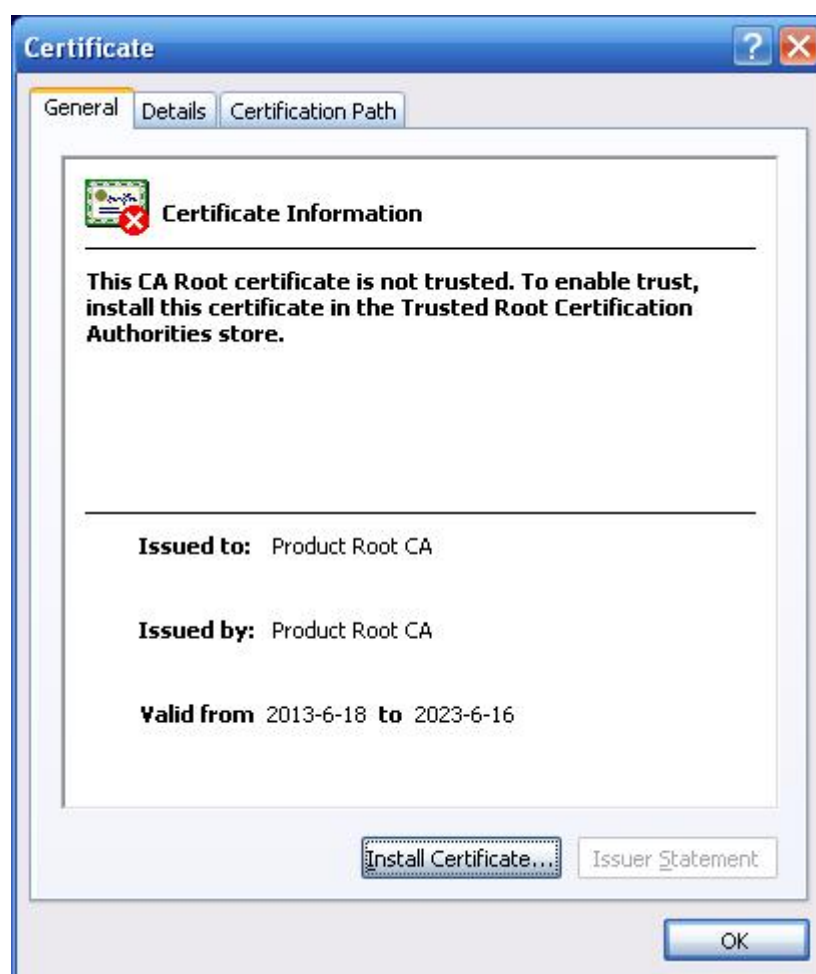 Certificate
General Details Certification Path
Certificate Information
This CA Root certificate is not trusted. To enable trust,
install this certificate in the Trusted Root Certification
Authorities store.
Issued to: Product Root CA
Issued by: Product Root CA
Valid from 2013-6-18 to 2023-6-16
Install Certificate... Issuer Statement
OK